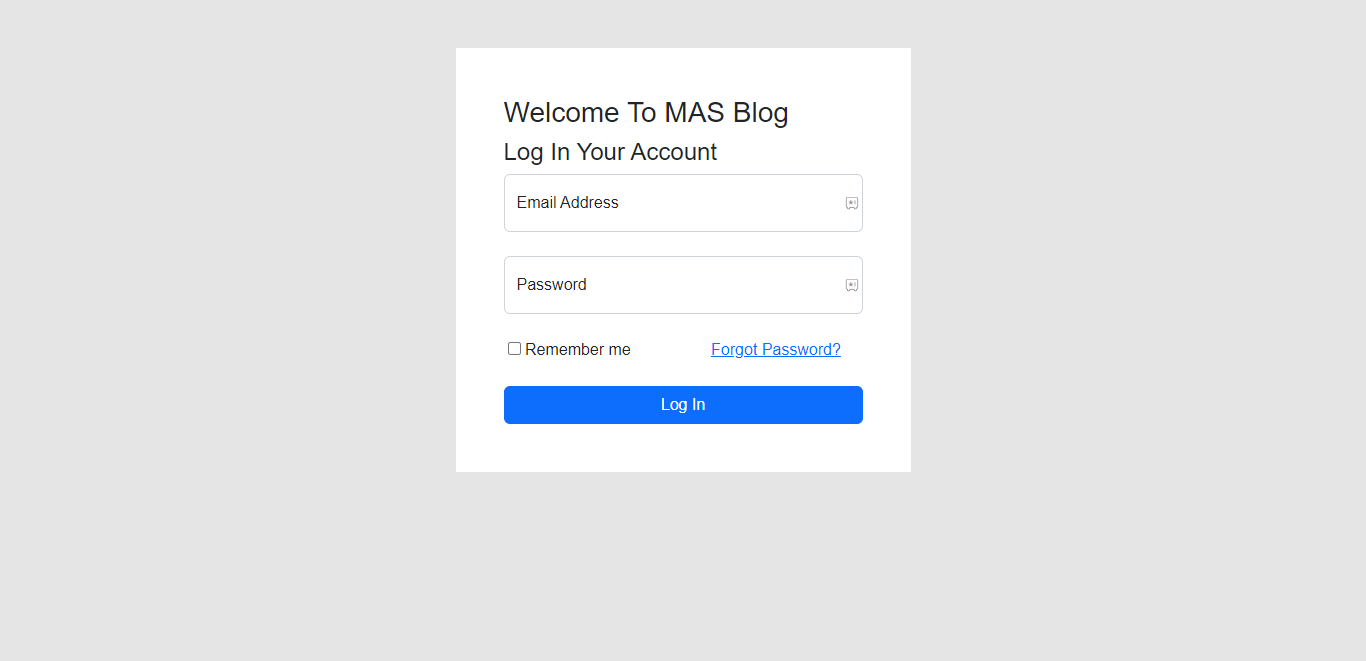 Welcome To MAS Blog
Log In Your Account
Email Address
Password
Remember me Forgot Password?
Log In